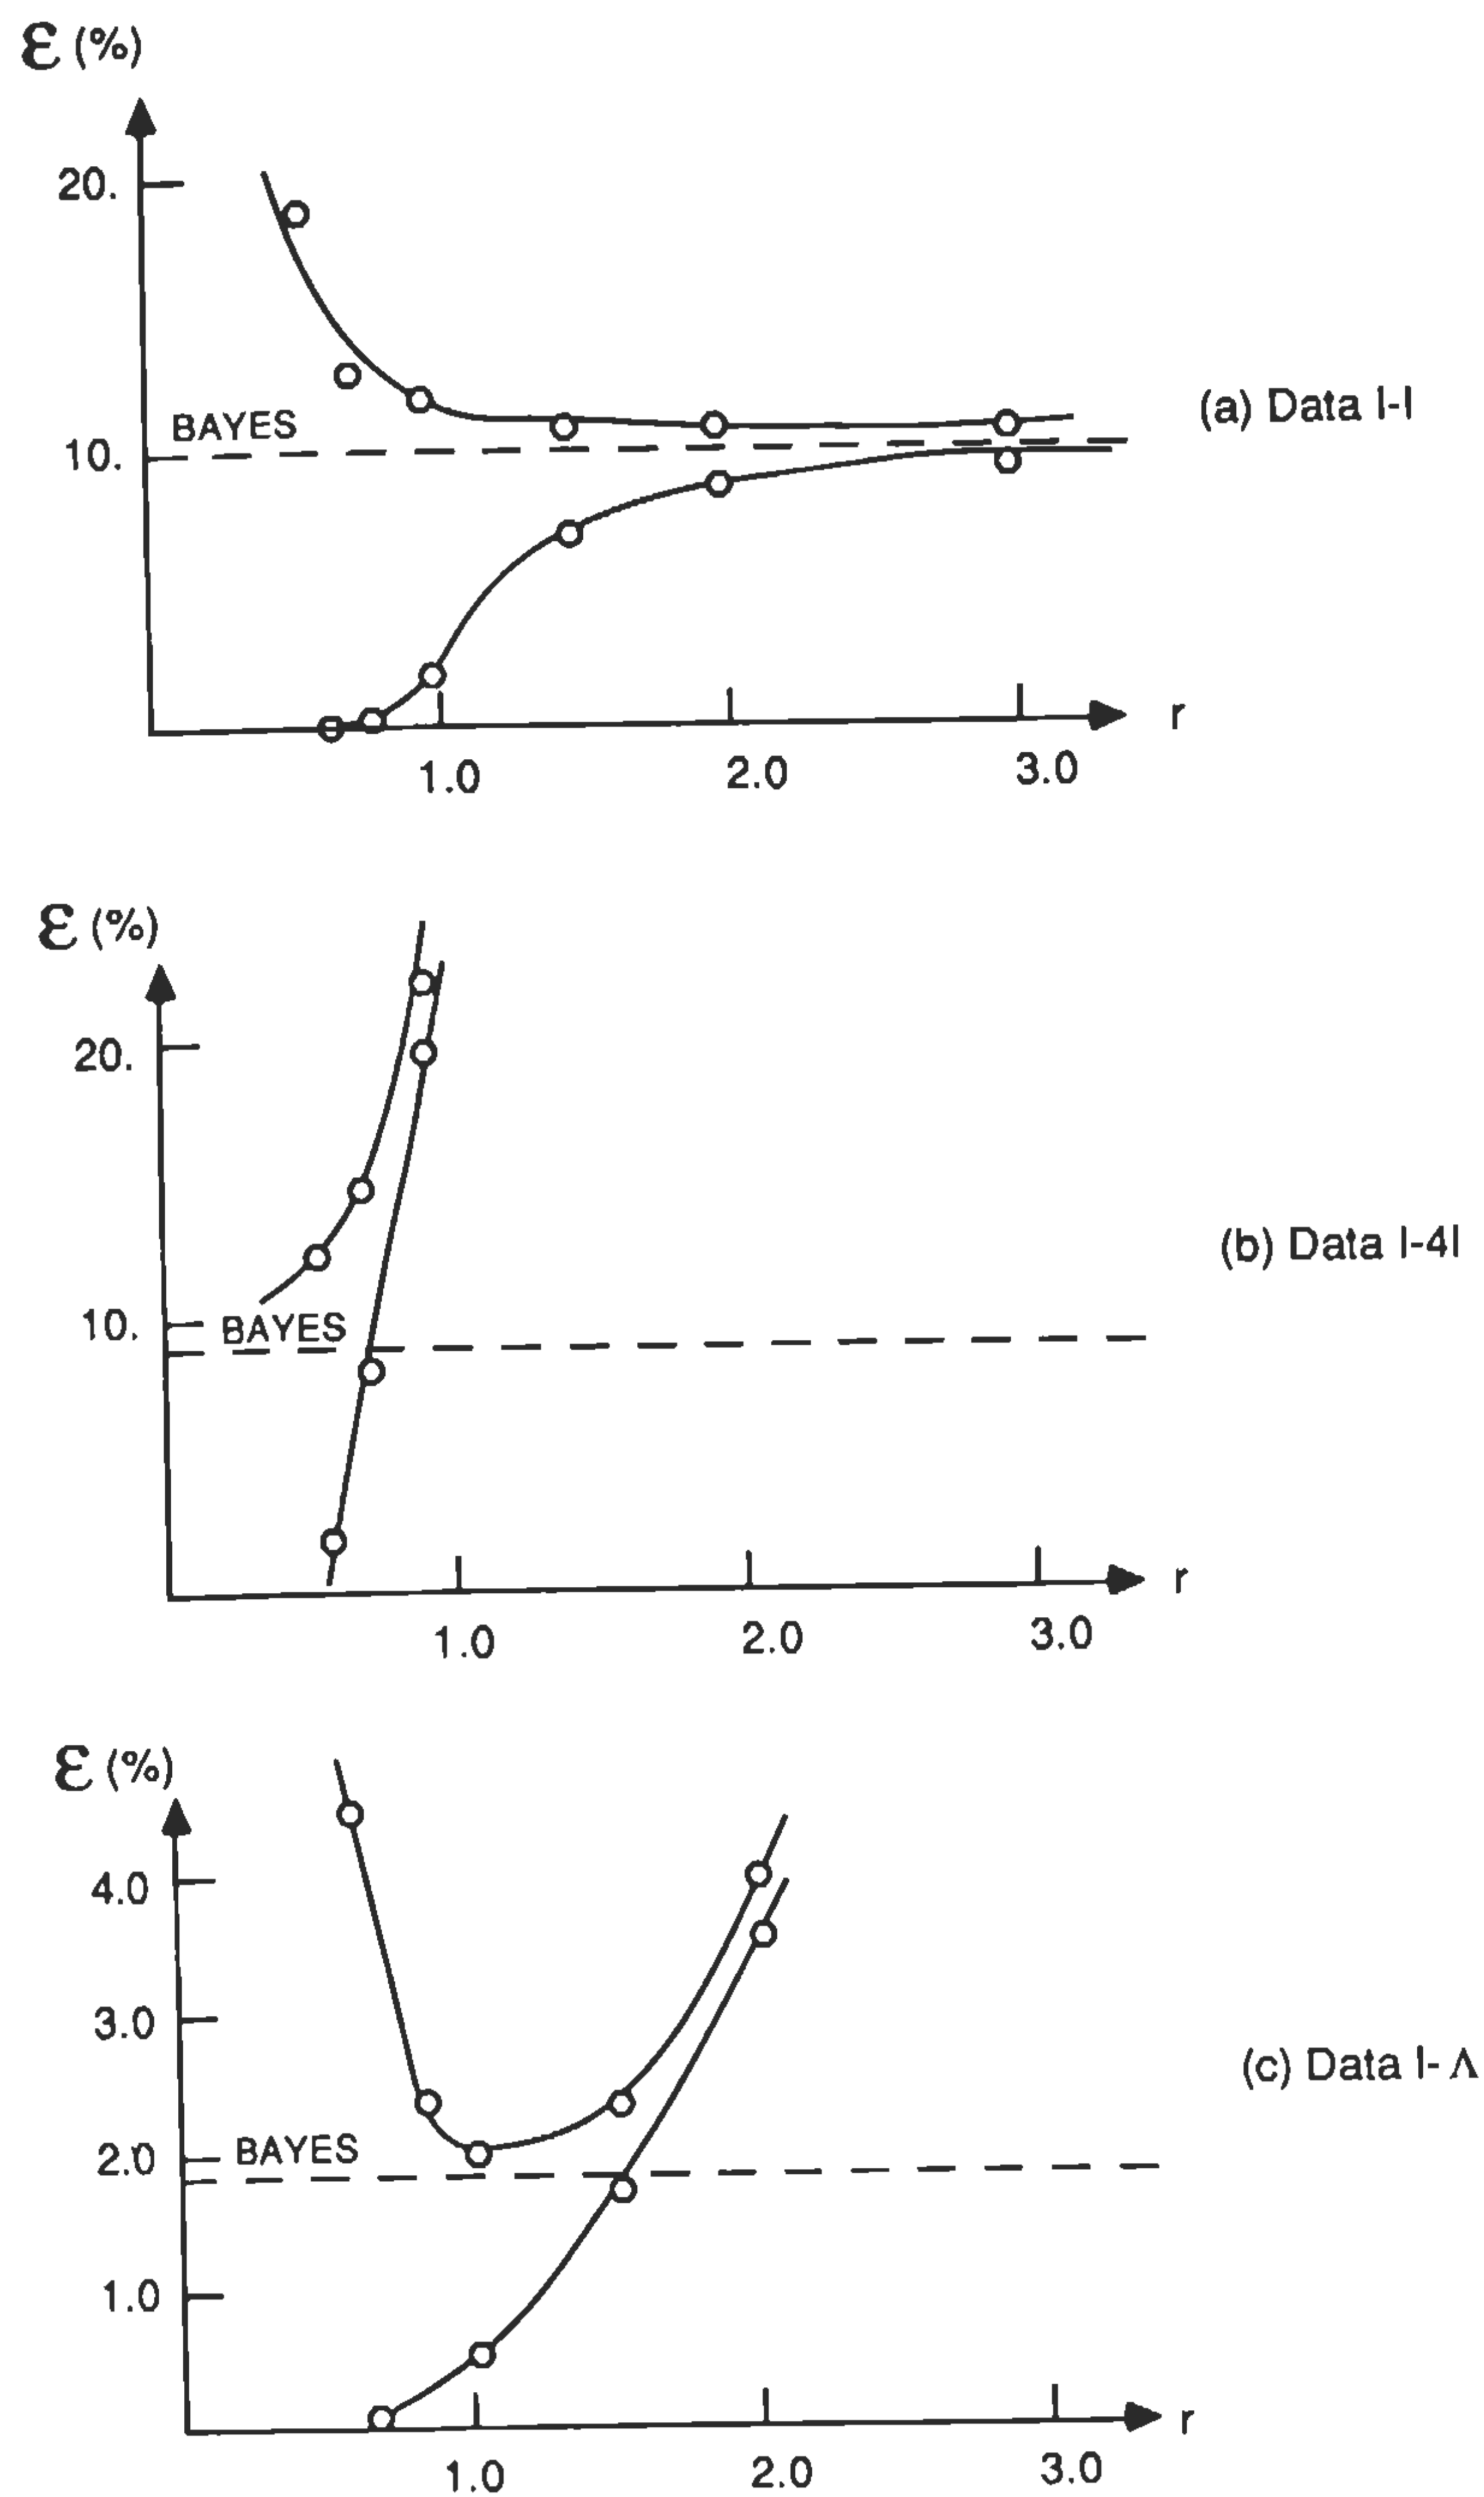 ε (%)
20.
BAYES
10.
(a) Data I-I
r
1.0 2.0 3.0
ε (%)
20.
10.
BAYES
(b) Data I-4I
r
1.0 2.0 3.0
ε (%)
4.0
3.0
(c) Data I-Λ
2.0
BAYES
1.0
r
1.0 2.0 3.0